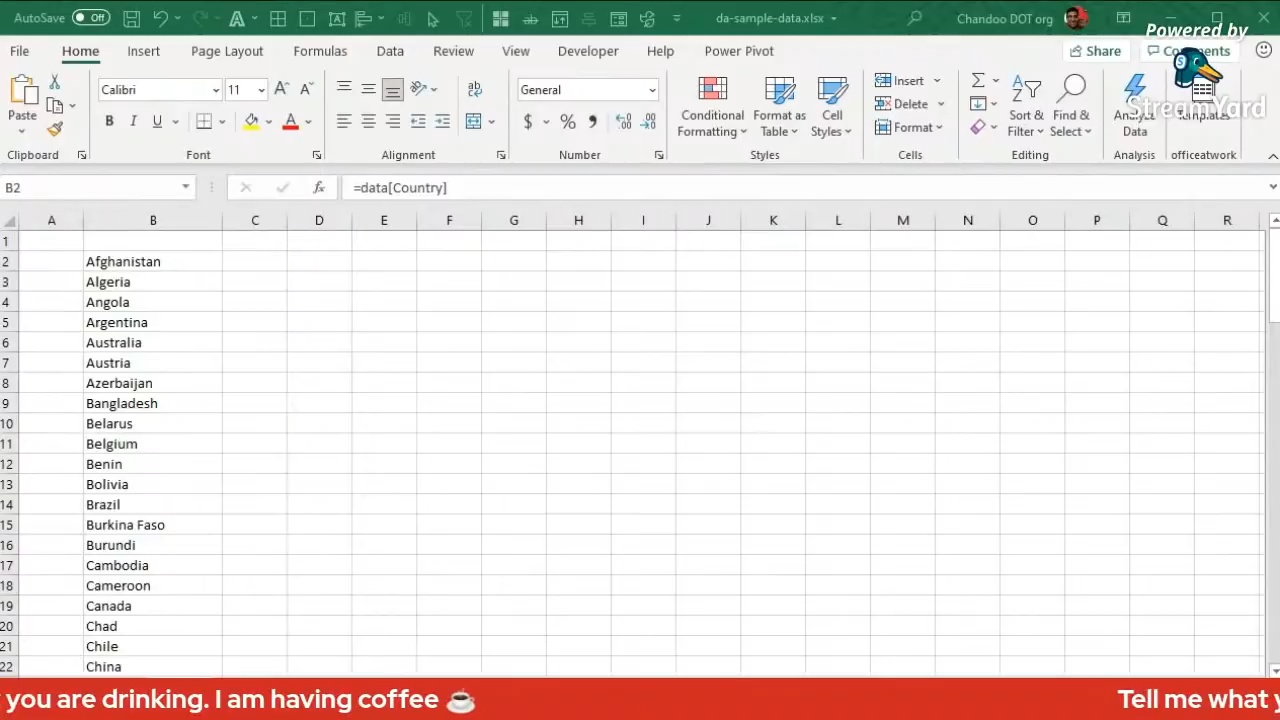 AutoSave Off da-sample-data.xlsx Chandoo DOT org
Powered by
File Home Insert Page Layout Formulas Data Review View Developer Help Power Pivot Share Comments
StreamYard
Calibri 11 General Insert
Delete
Format
Paste B I U $ % Conditional Formatting Format as Table Cell Styles Sort & Filter Find & Select Analyze Data Templates
Clipboard Font Alignment Number Styles Cells Editing Analysis officeatwork
B2 fx =data[Country]
A B C D E F G H I J K L M N O P Q R
1
2 Afghanistan
3 Algeria
4 Angola
5 Argentina
6 Australia
7 Austria
8 Azerbaijan
9 Bangladesh
10 Belarus
11 Belgium
12 Benin
13 Bolivia
14 Brazil
15 Burkina Faso
16 Burundi
17 Cambodia
18 Cameroon
19 Canada
20 Chad
21 Chile
22 China
you are drinking. I am having coffee ☕ Tell me what y